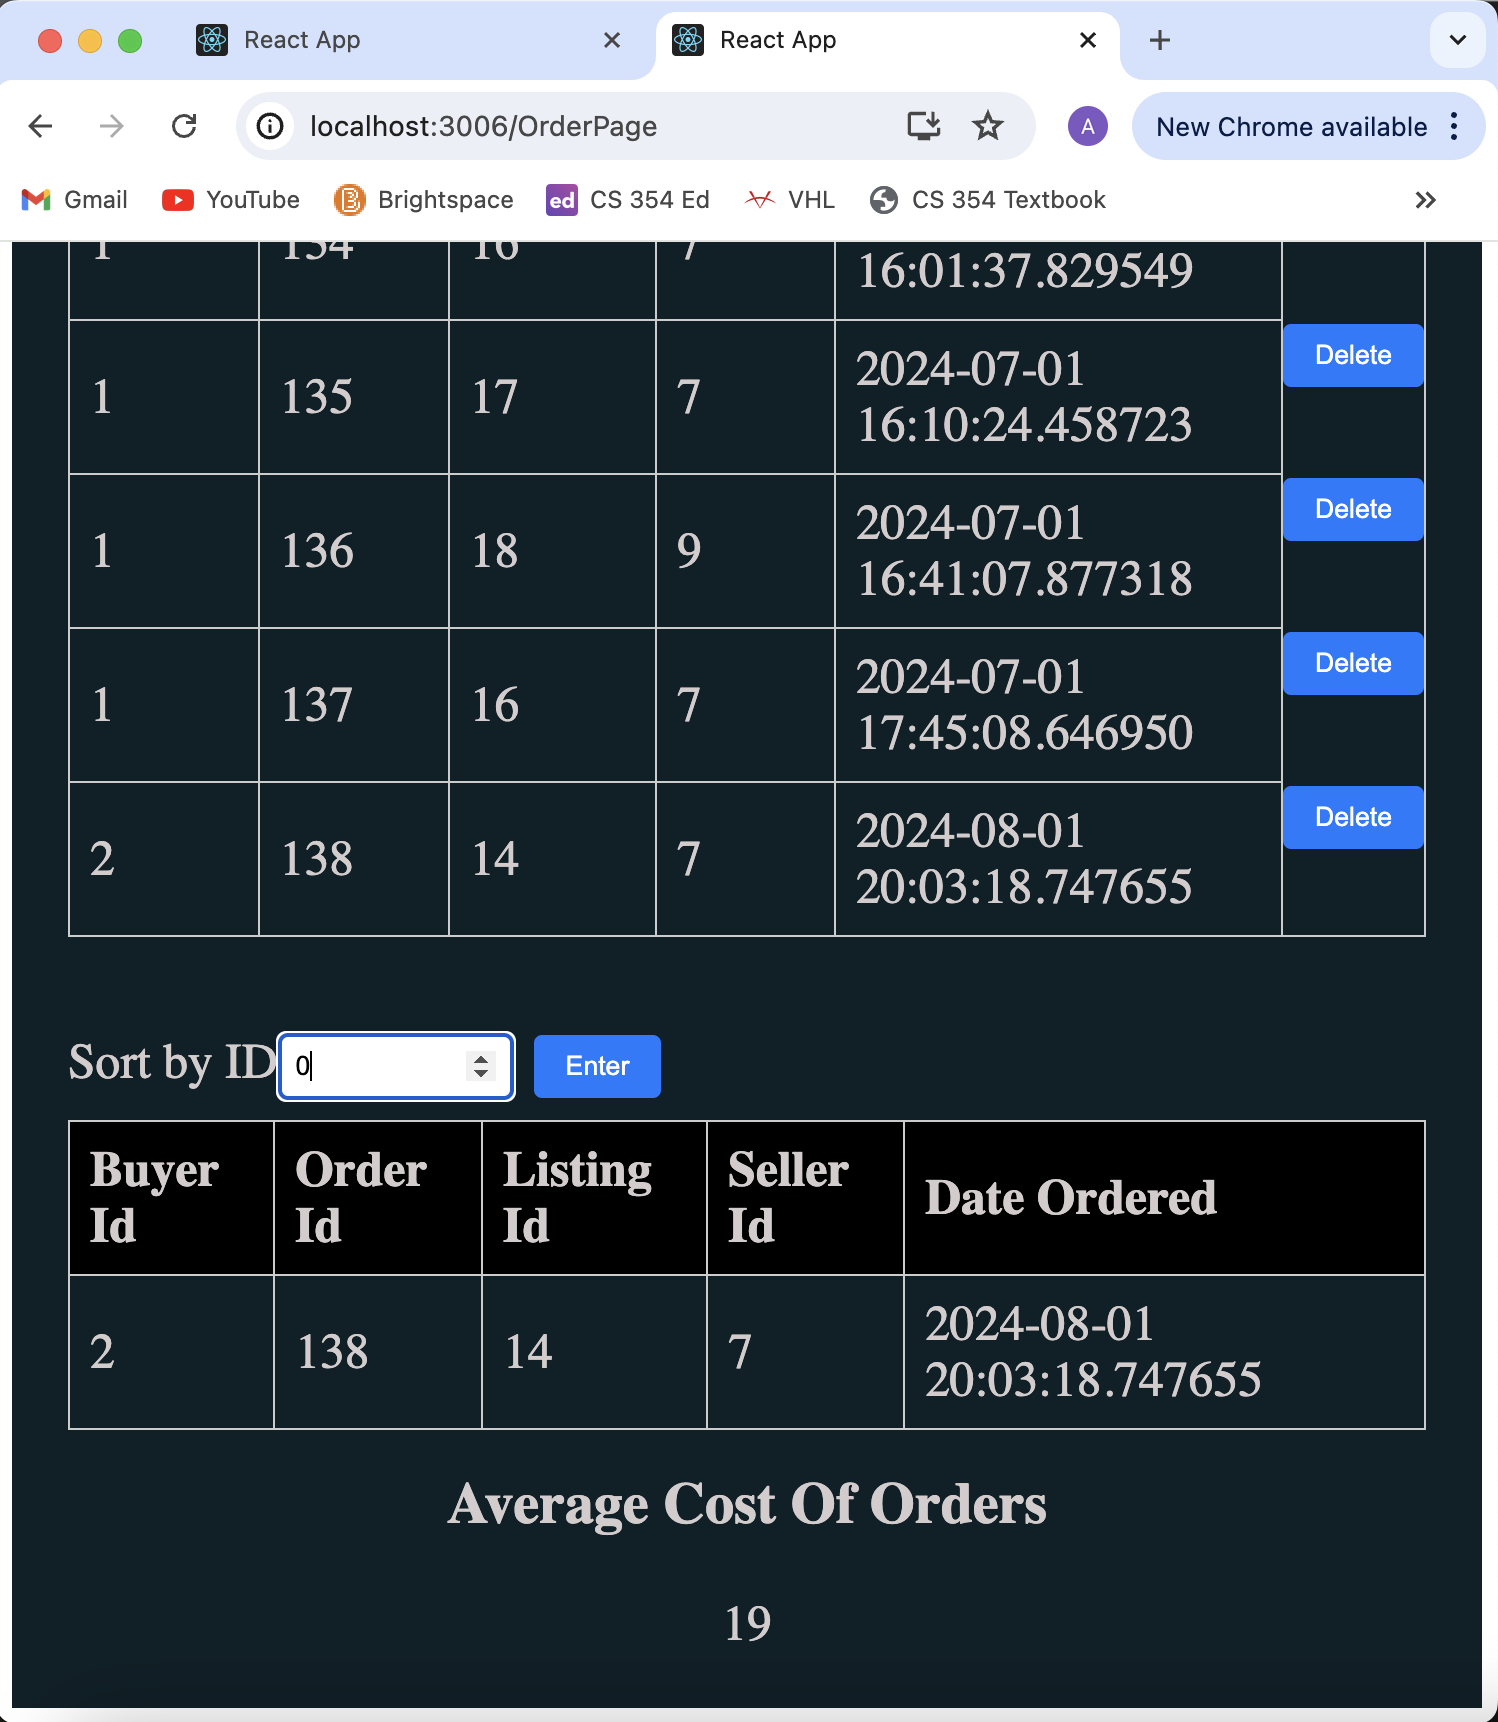 React App
React App
localhost:3006/OrderPage
A
New Chrome available
Gmail
YouTube
Brightspace
ed
CS 354 Ed
VHL
CS 354 Textbook
1
134
16
7
16:01:37.829549
1
135
17
7
2024-07-01
16:10:24.458723
Delete
1
136
18
9
2024-07-01
16:41:07.877318
Delete
1
137
16
7
2024-07-01
17:45:08.646950
Delete
2
138
14
7
2024-08-01
20:03:18.747655
Delete
Sort by ID
0
Enter
Buyer
Id
Order
Id
Listing
Id
Seller
Id
Date Ordered
2
138
14
7
2024-08-01
20:03:18.747655
Average Cost Of Orders
19